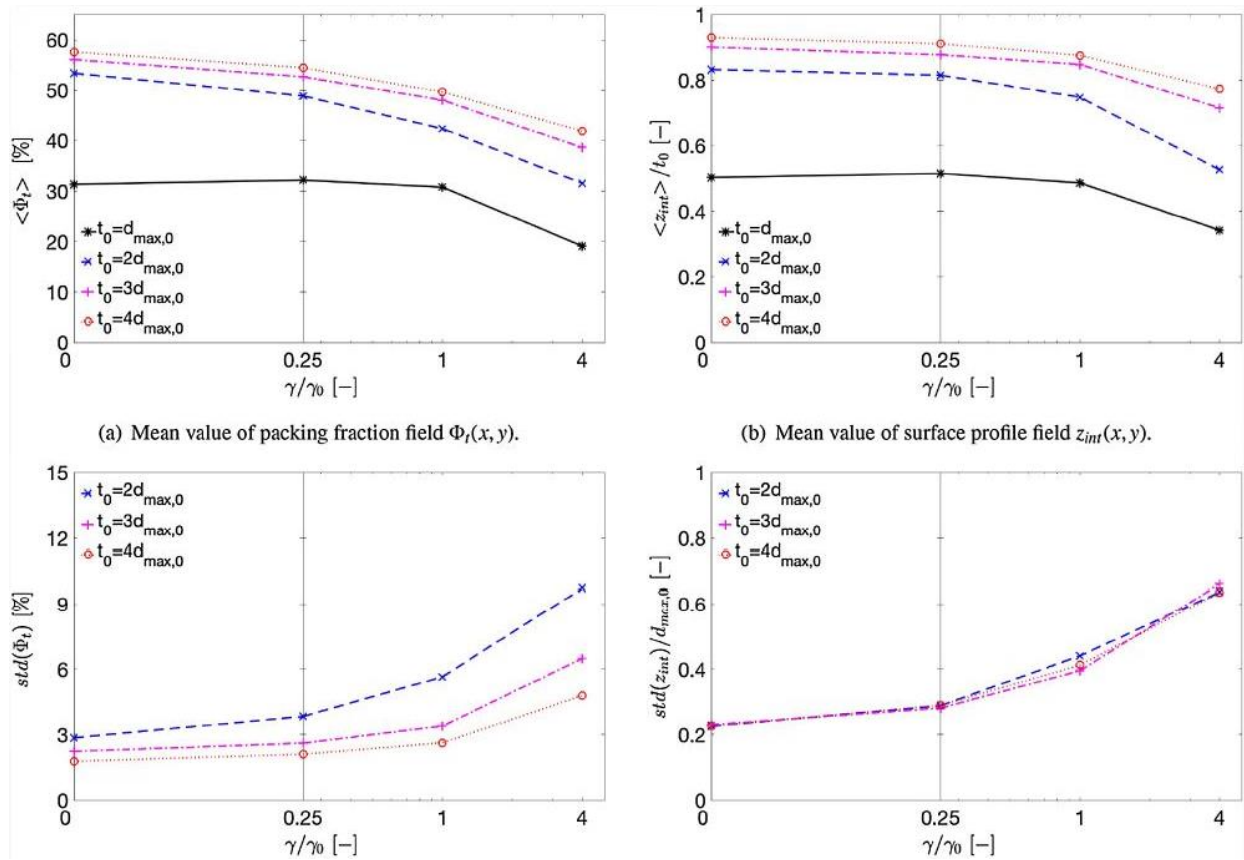 60
50
40
30
20
10
0
<Φt> [%]
t0=dmax,0
t0=2dmax,0
t0=3dmax,0
t0=4dmax,0
0 0.25 1 4
γ/γ0 [−]
(a) Mean value of packing fraction field Φt(x, y).
1
0.8
0.6
0.4
0.2
0
<zint>/t0 [−]
t0=dmax,0
t0=2dmax,0
t0=3dmax,0
t0=4dmax,0
0 0.25 1 4
γ/γ0 [−]
(b) Mean value of surface profile field zint(x, y).
15
12
9
6
3
0
std(Φt) [%]
t0=2dmax,0
t0=3dmax,0
t0=4dmax,0
0 0.25 1 4
γ/γ0 [−]
1
0.8
0.6
0.4
0.2
0
std(zint)/dmax,0 [−]
t0=2dmax,0
t0=3dmax,0
t0=4dmax,0
0 0.25 1 4
γ/γ0 [−]